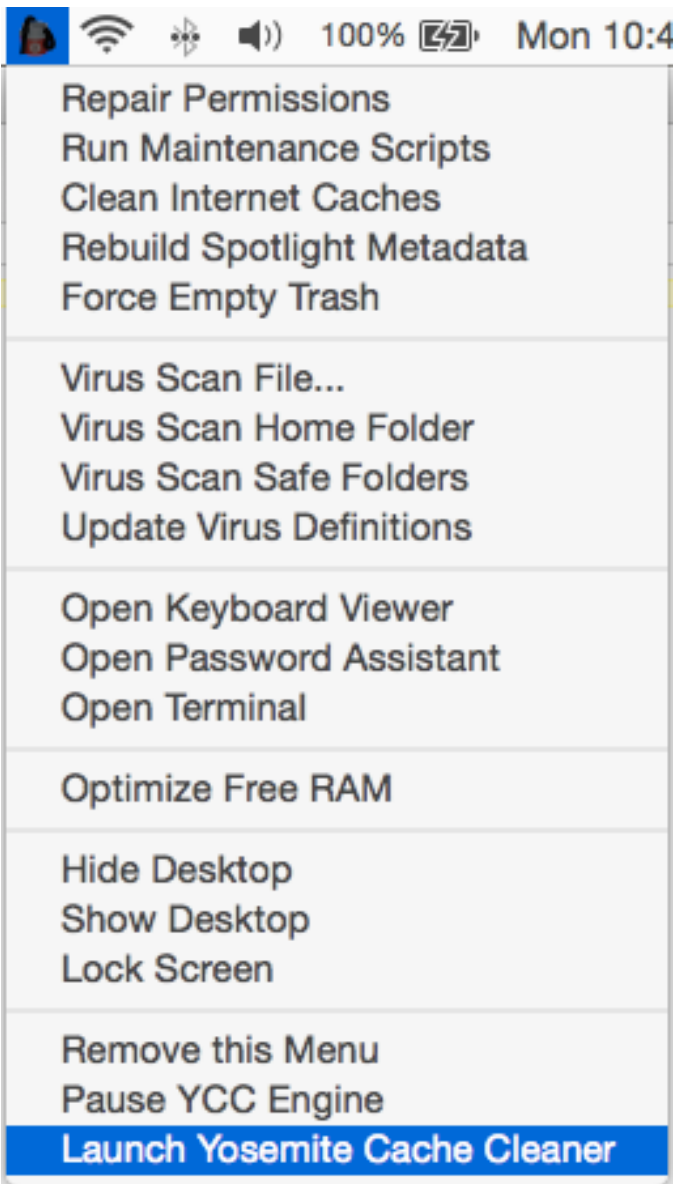 100% Mon 10:4
Repair Permissions
Run Maintenance Scripts
Clean Internet Caches
Rebuild Spotlight Metadata
Force Empty Trash
Virus Scan File...
Virus Scan Home Folder
Virus Scan Safe Folders
Update Virus Definitions
Open Keyboard Viewer
Open Password Assistant
Open Terminal
Optimize Free RAM
Hide Desktop
Show Desktop
Lock Screen
Remove this Menu
Pause YCC Engine
Launch Yosemite Cache Cleaner